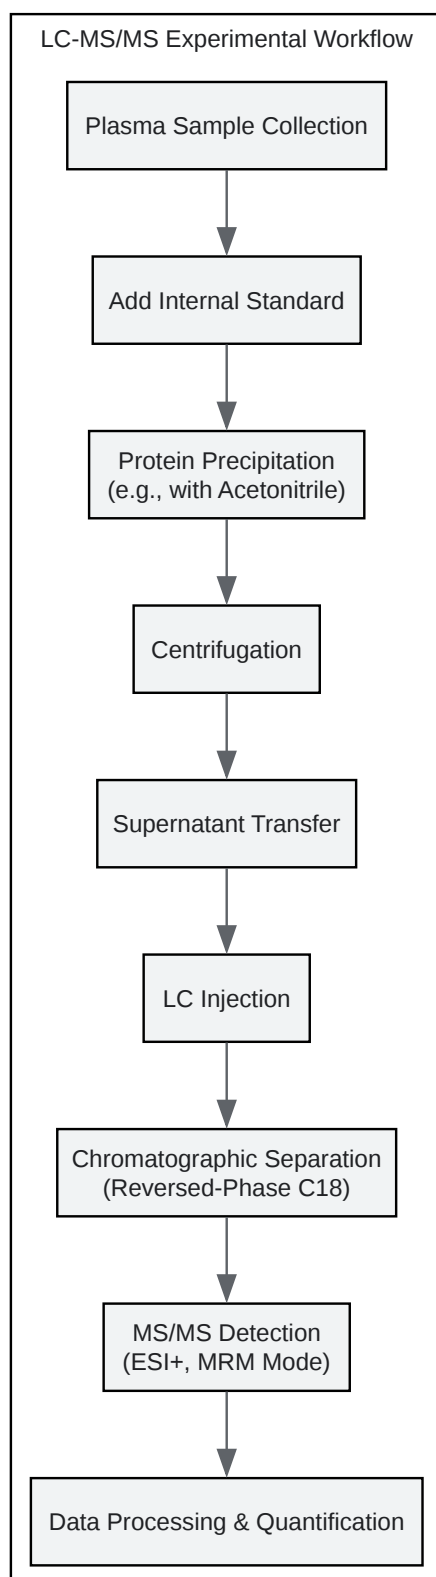 LC-MS/MS Experimental Workflow
Plasma Sample Collection
Add Internal Standard
Protein Precipitation
(e.g., with Acetonitrile)
Centrifugation
Supernatant Transfer
LC Injection
Chromatographic Separation
(Reversed-Phase C18)
MS/MS Detection
(ESI+, MRM Mode)
Data Processing & Quantification